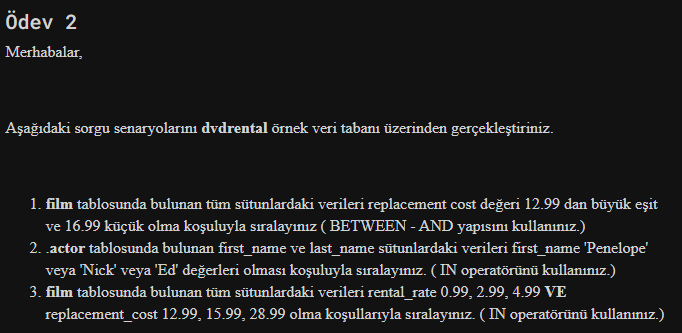 Ödev 2
Merhabalar,
Aşağıdaki sorgu senaryolarını dvdrental örnek veri tabanı üzerinden gerçekleştiriniz.
1. film tablosunda bulunan tüm sütunlardaki verileri replacement cost değeri 12.99 dan büyük eşit
ve 16.99 küçük olma koşuluyla sıralayınız ( BETWEEN - AND yapısını kullanınız.)
2. .actor tablosunda bulunan first_name ve last_name sütunlardaki verileri first_name 'Penelope'
veya 'Nick' veya 'Ed' değerleri olması koşuluyla sıralayınız. ( IN operatörünü kullanınız.)
3. film tablosunda bulunan tüm sütunlardaki verileri rental_rate 0.99, 2.99, 4.99 VE
replacement_cost 12.99, 15.99, 28.99 olma koşullarıyla sıralayınız. ( IN operatörünü kullanınız.)